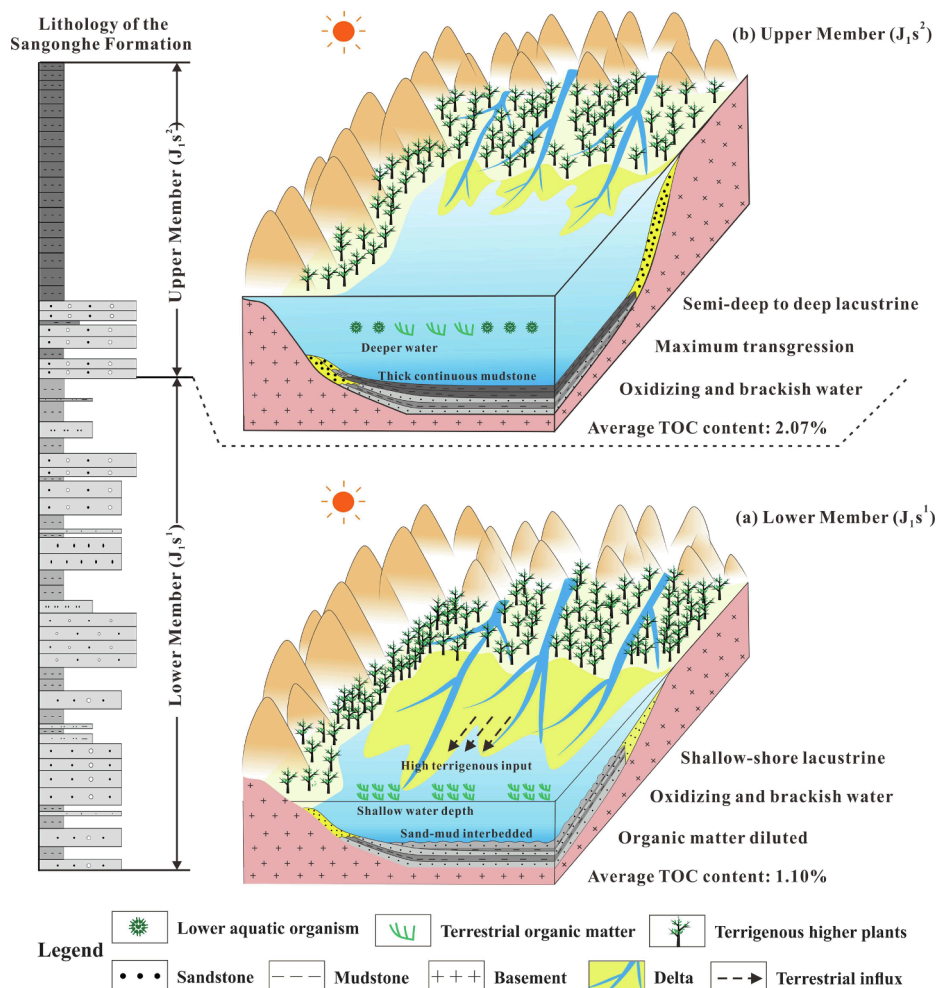 Lithology of the
Sangonghe Formation
Upper Member (J₁s²)
Lower Member (J₁s¹)
(b) Upper Member (J₁s²)
Deeper water
Thick continuous mudstone
Semi-deep to deep lacustrine
Maximum transgression
Oxidizing and brackish water
Average TOC content: 2.07%
(a) Lower Member (J₁s¹)
High terrigenous input
Shallow water depth
Sand-mud interbedded
Shallow-shore lacustrine
Oxidizing and brackish water
Organic matter diluted
Average TOC content: 1.10%
Legend
Lower aquatic organism
Terrestrial organic matter
Terrigenous higher plants
Sandstone
Mudstone
Basement
Delta
Terrestrial influx